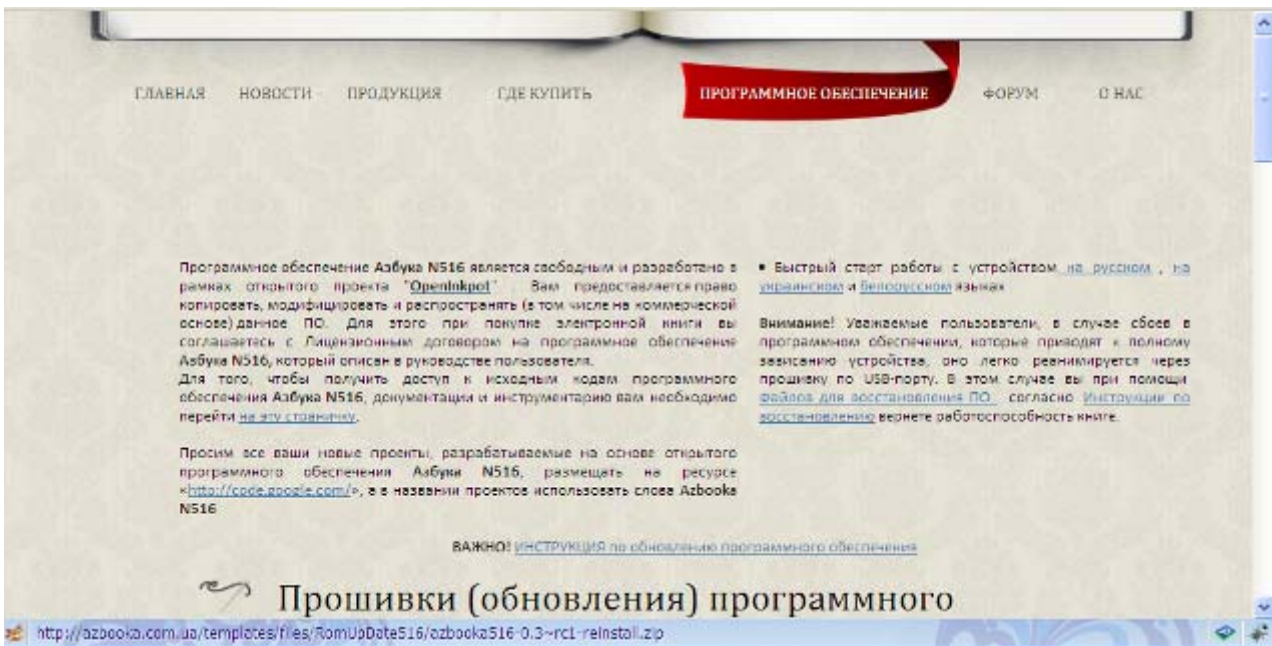 ГЛАВНАЯ НОВОСТИ ПРОДУКЦИЯ ГДЕ КУПИТЬ ПРОГРАММНОЕ ОБЕСПЕЧЕНИЕ ФОРУМ О НАС
Программное обеспечение Азбука N516 является свободным и разработано в
рамках открытого проекта "OpenInkpot" . Вам предоставляется право
копировать, модифицировать и распространять (в том числе на коммерческой
основе) данное ПО. Для этого при покупке электронной книги вы
соглашаетесь с Лицензионным договором на программное обеспечение
Азбука N516, который описан в руководстве пользователя.
Для того, чтобы получить доступ к исходным кодам программного
обеспечения Азбука N516, документации и инструментарию вам необходимо
перейти на эту страничку.
Просим все ваши новые проекты, разрабатываемые на основе открытого
программного обеспечения Азбука N516, размещать на ресурсе
«http://code.google.com/», а в названии проектов использовать слова Azbooka
N516
• Быстрый старт работы с устройством на русском , на
украинском и белорусском языках
Внимание! Уважаемые пользователи, в случае сбоев в
программном обеспечении, которые приводят к полному
зависанию устройства, оно легко реанимируется через
прошивку по USB-порту. В этом случае вы при помощи
файлов для восстановления ПО согласно Инструкции по
восстановлению вернете работоспособность книге.
ВАЖНО! ИНСТРУКЦИЯ по обновлению программного обеспечения
Прошивки (обновления) программного
http://azbooka.com.ua/templates/files/RomUpDate516/azbooka516-0.3~rc1-reinstall.zip